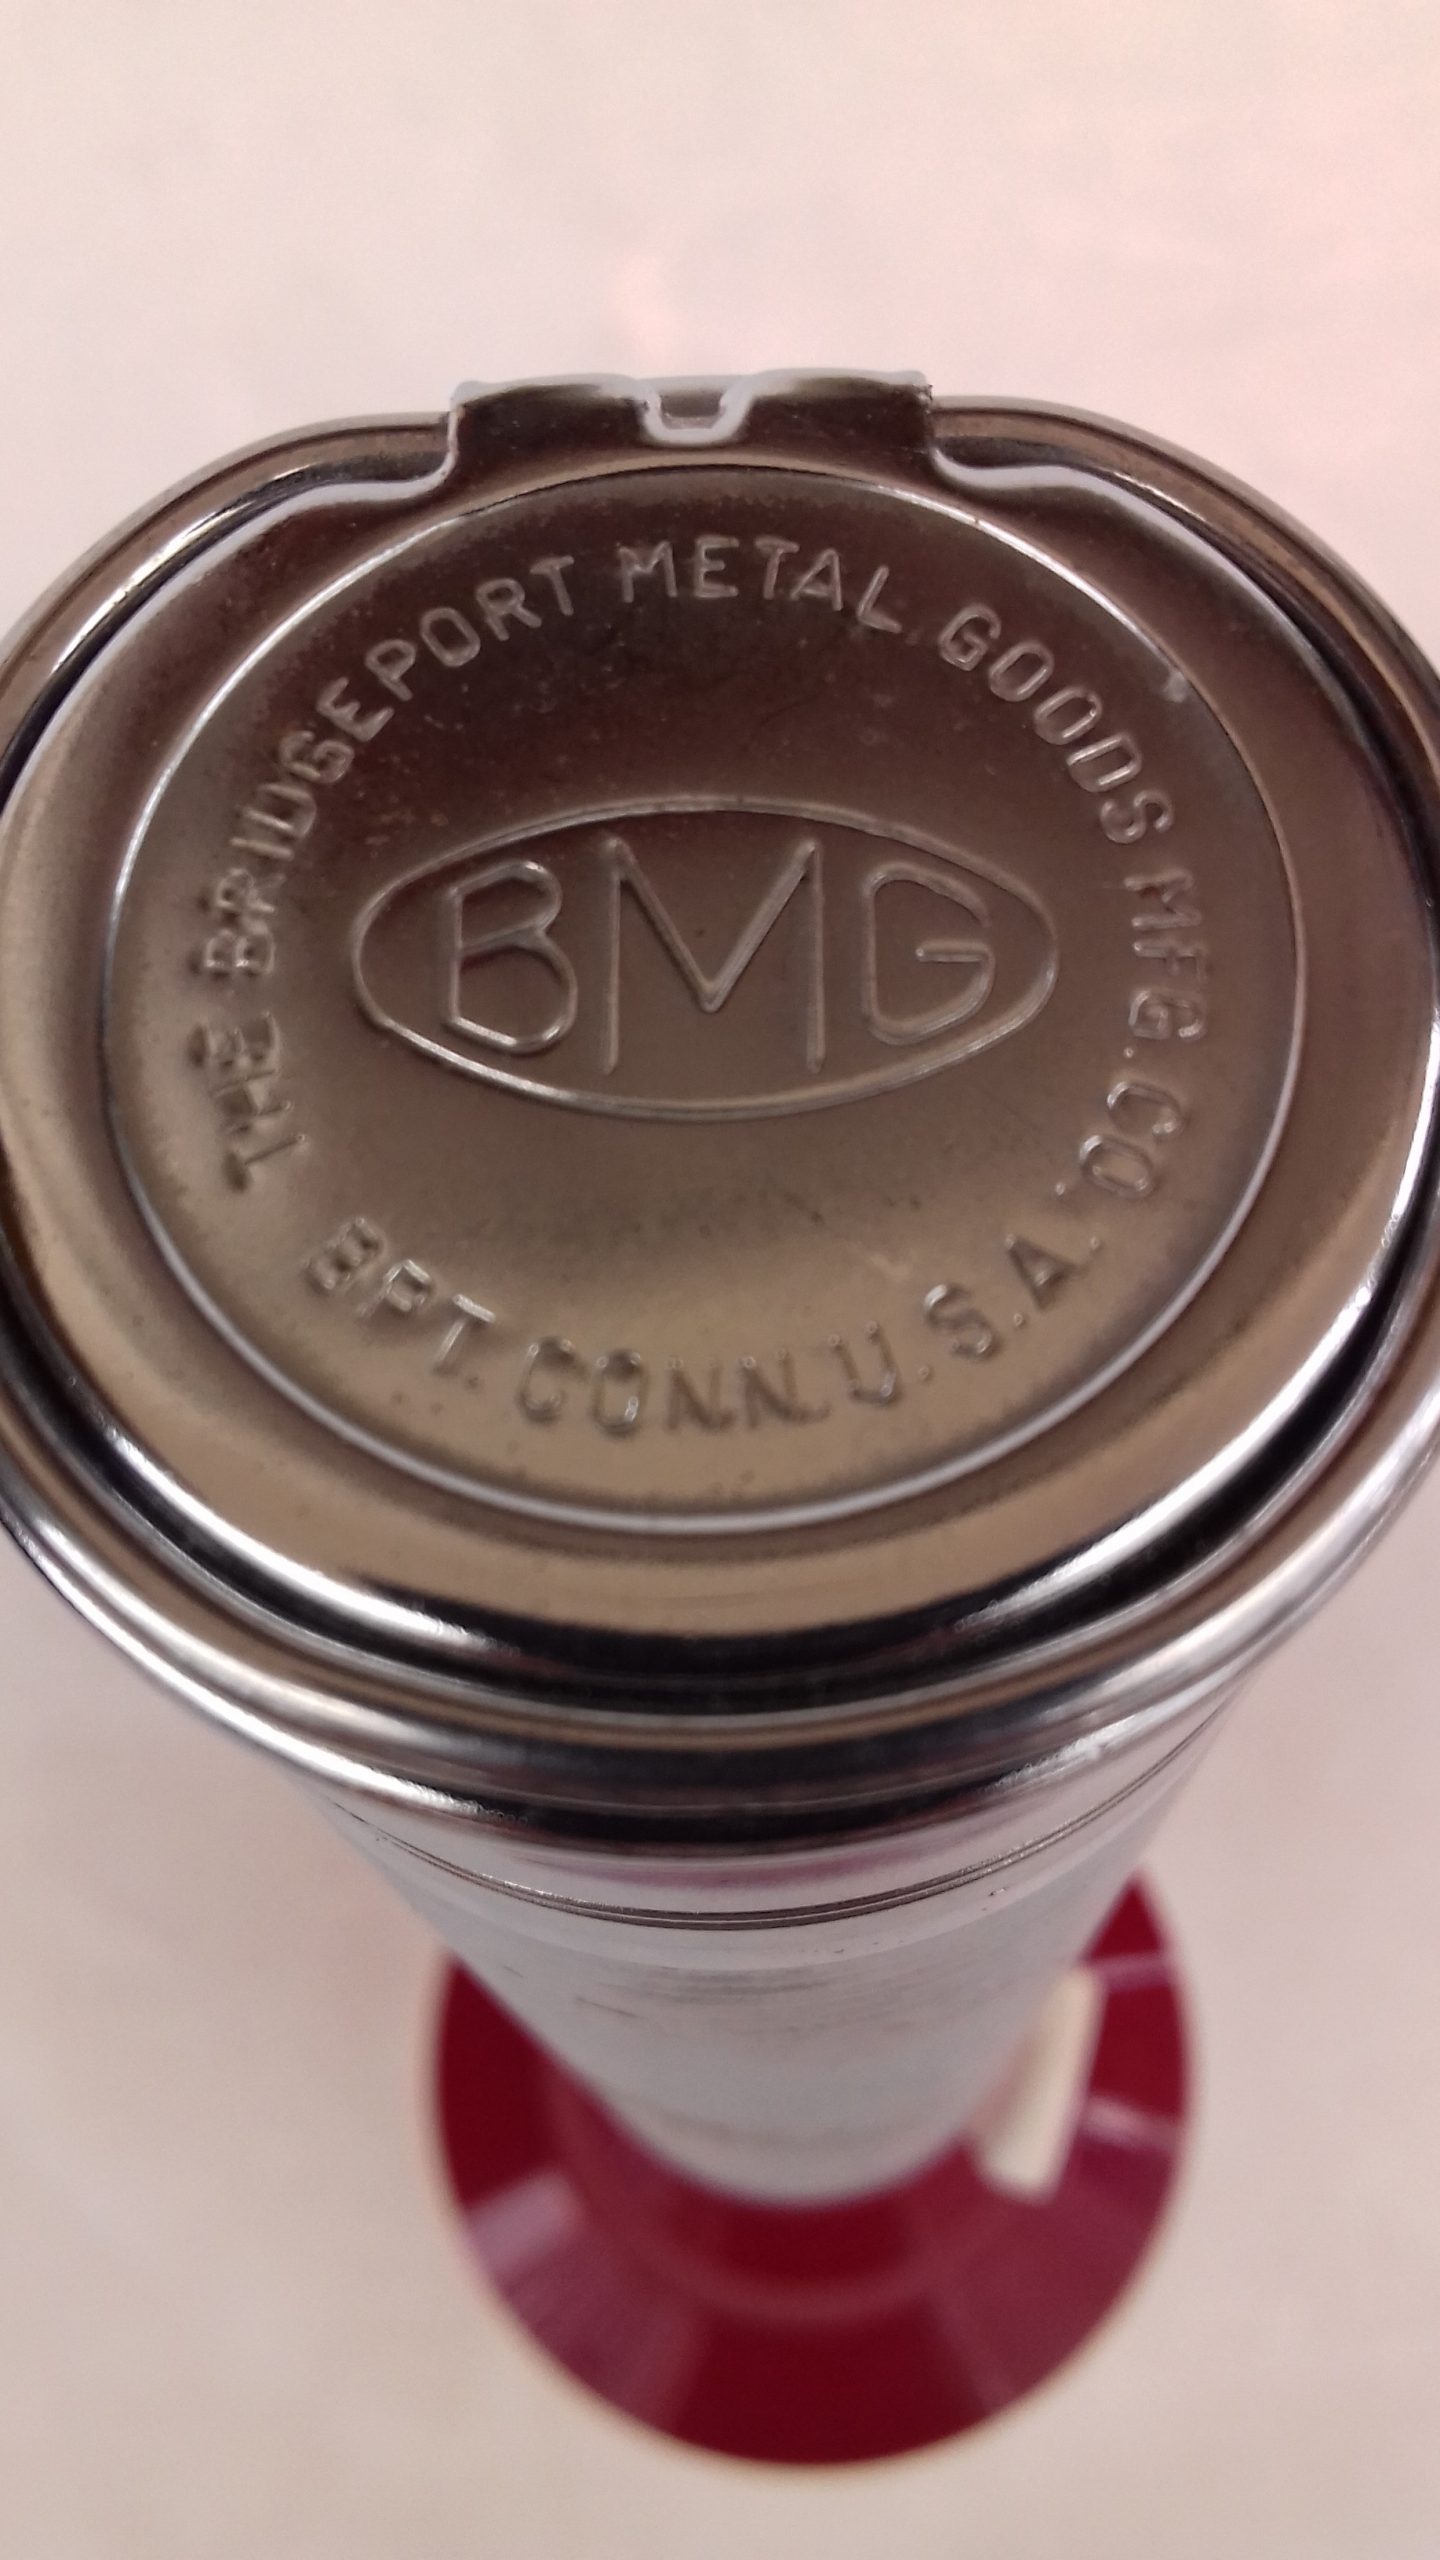 THE BRIDGEPORT METAL GOODS MFG. CO.
BMG
BPT. CONN. U.S.A.